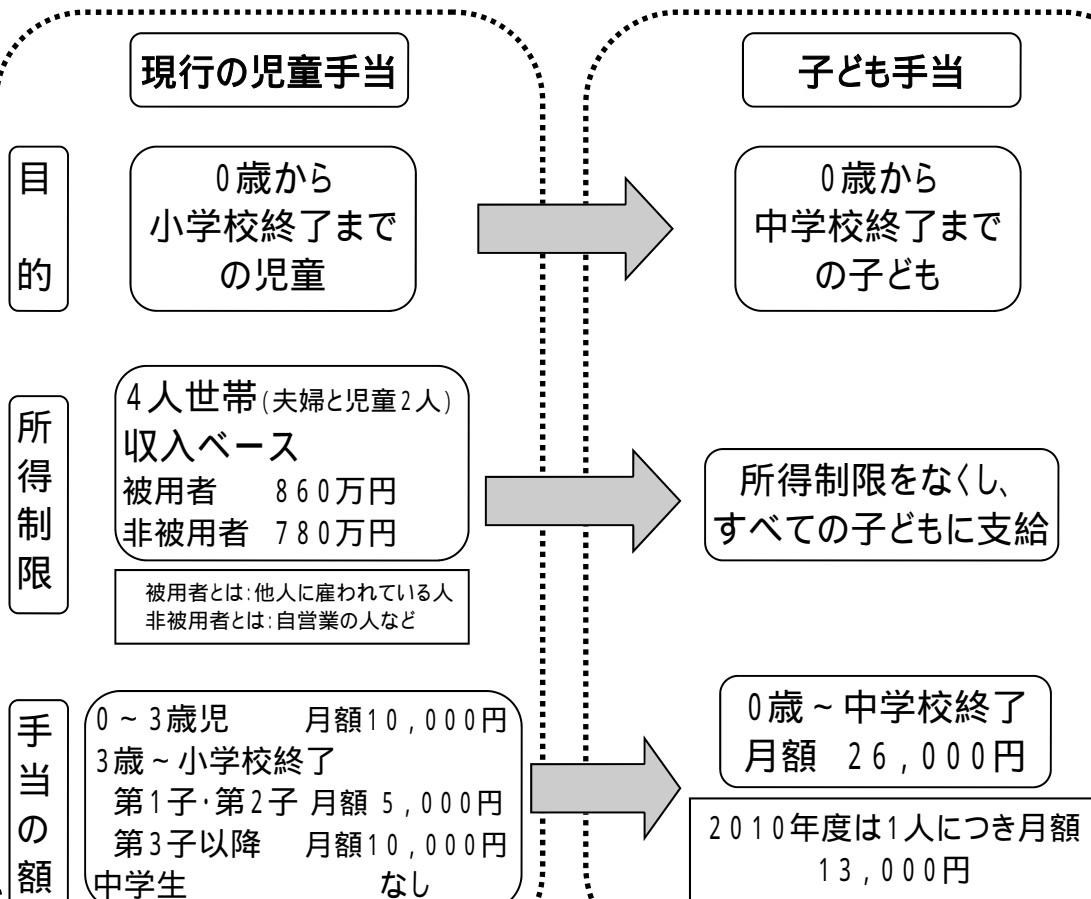 現行の児童手当
子ども手当
目的
0歳から
小学校終了まで
の児童
0歳から
中学校終了まで
の子ども
所得制限
4人世帯(夫婦と児童2人)
収入ベース
被用者 860万円
非被用者 780万円
被用者とは:他人に雇われている人
非被用者とは:自営業の人など
所得制限をなくし、
すべての子どもに支給
手当の額
0~3歳児 月額10,000円
3歳~小学校終了
第1子・第2子 月額 5,000円
第3子以降 月額10,000円
中学生 なし
0歳~中学校終了
月額 26,000円
2010年度は1人につき月額
13,000円